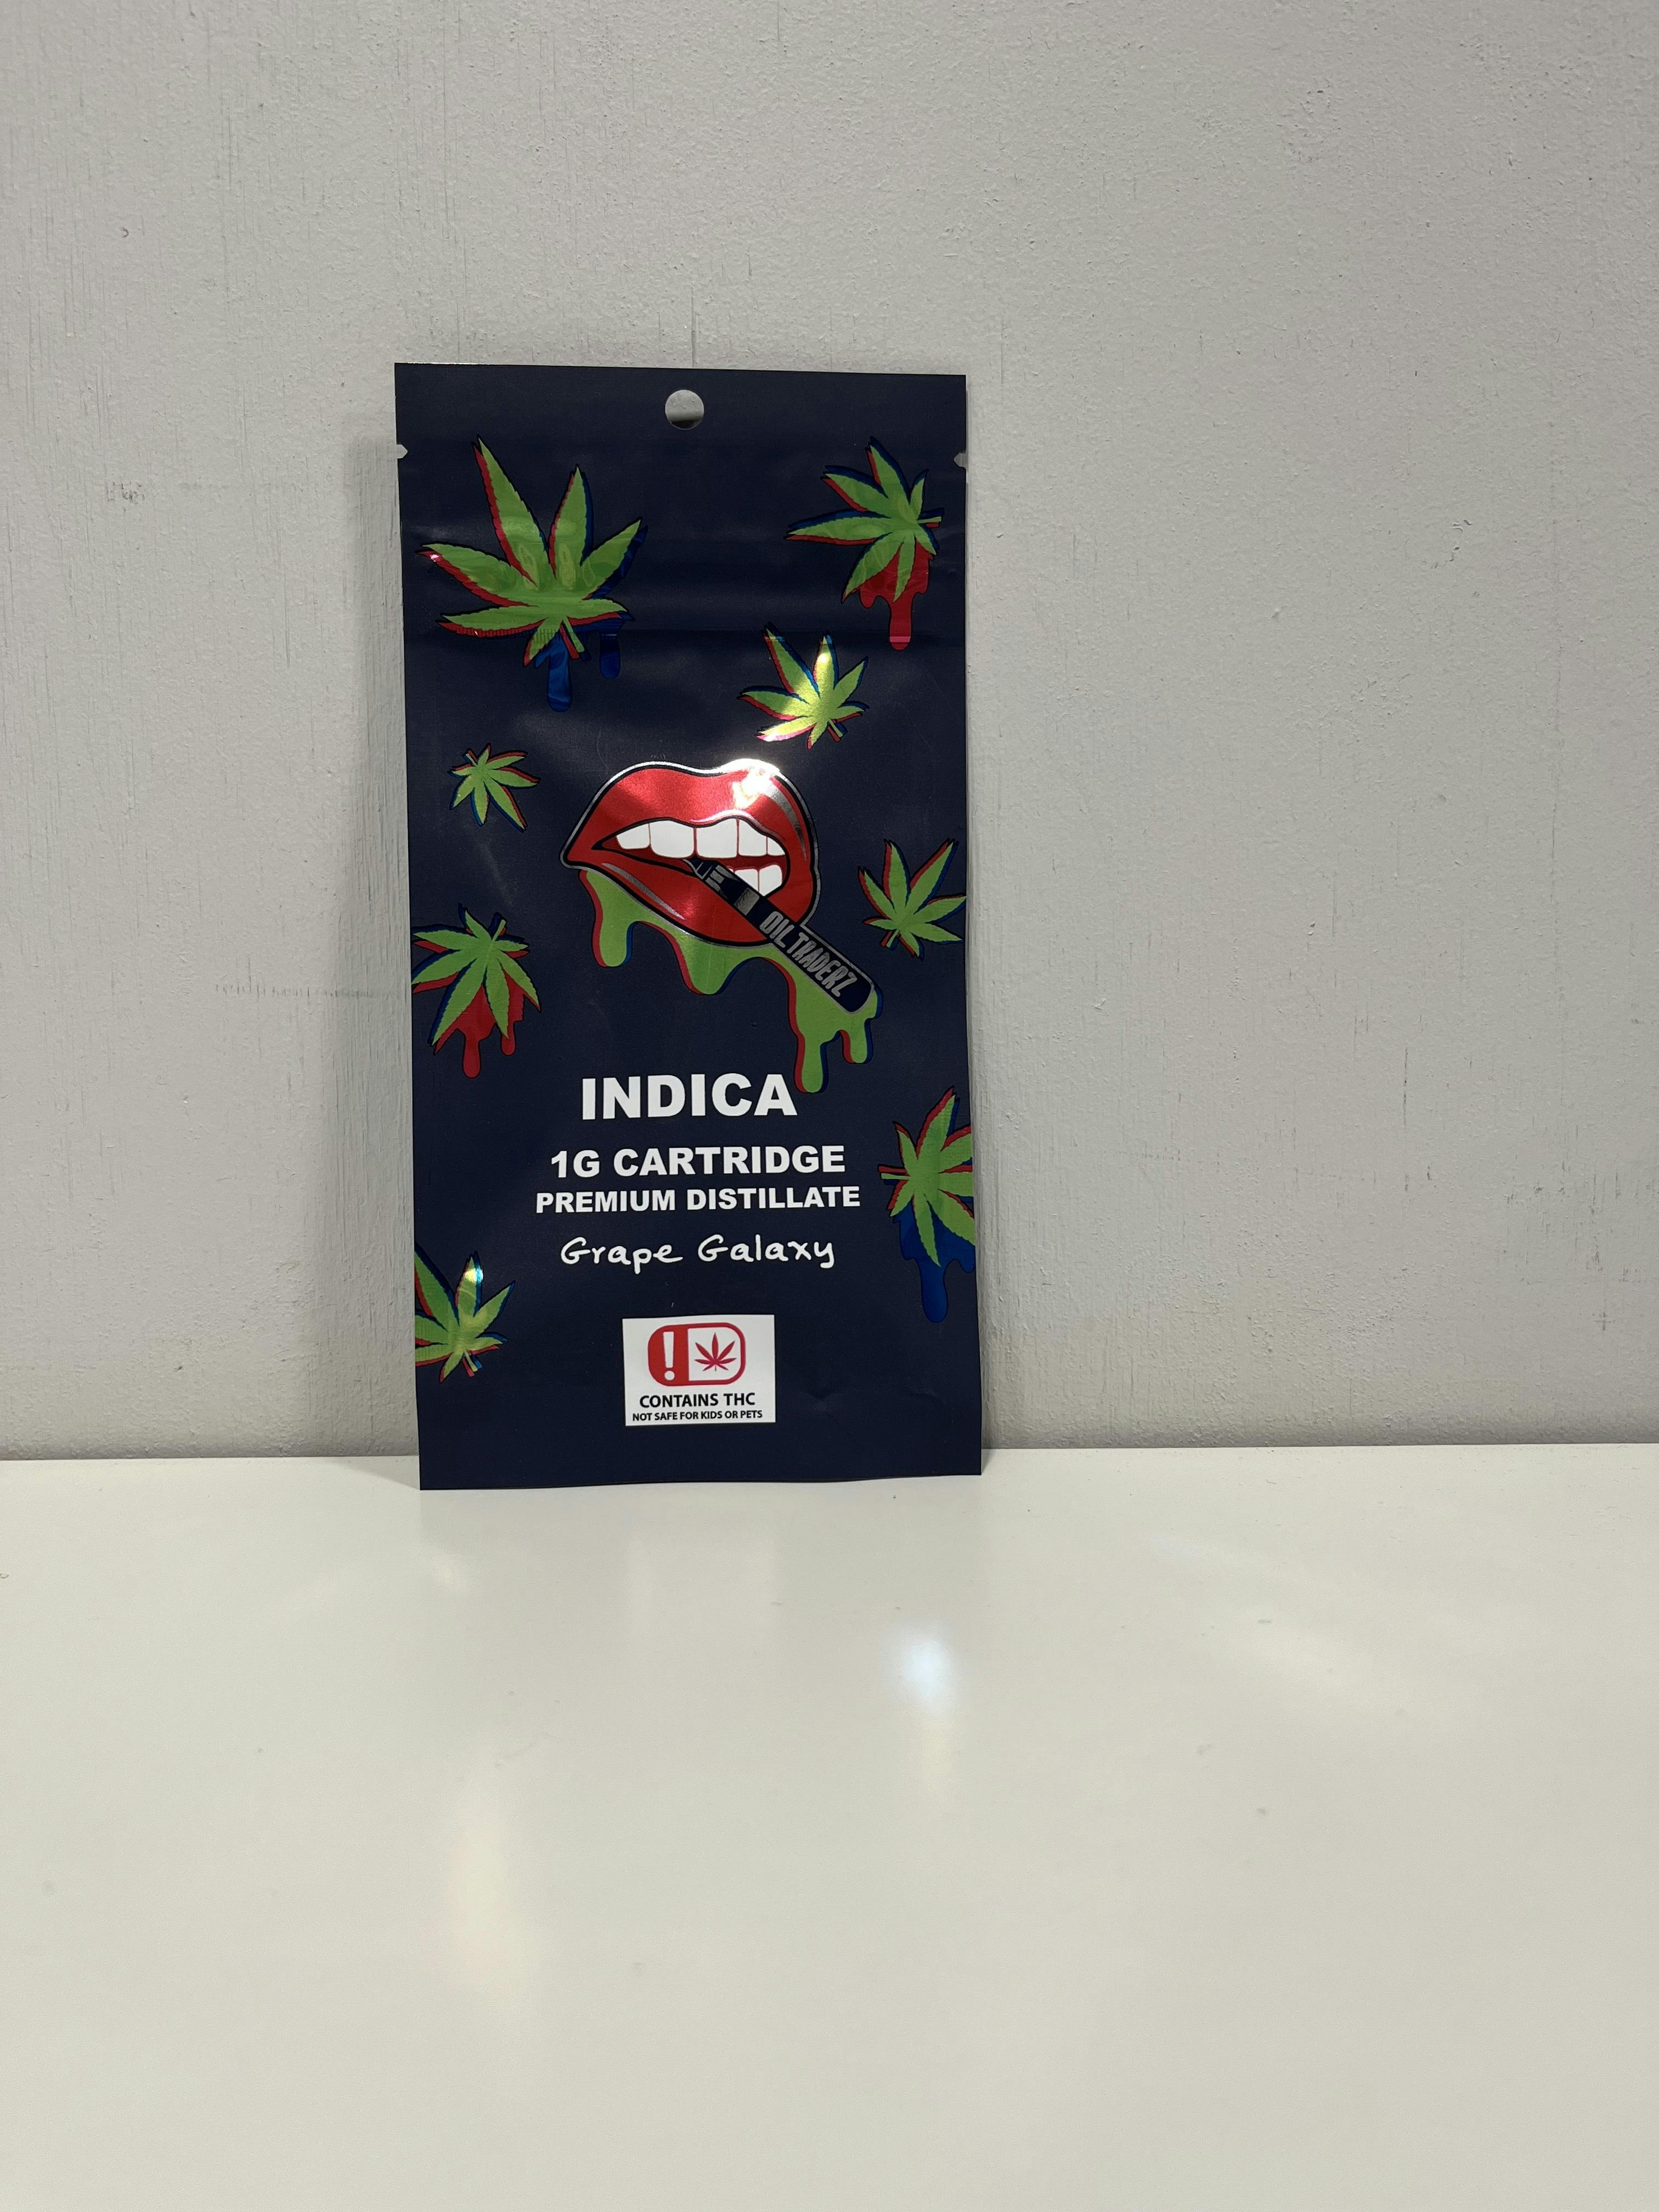 OIL TRADERZ
INDICA
1G CARTRIDGE
PREMIUM DISTILLATE
Grape Galaxy
!
CONTAINS THC
NOT SAFE FOR KIDS OR PETS